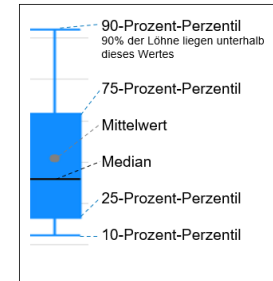 90-Prozent-Perzentil
90% der Löhne liegen unterhalb
dieses Wertes
75-Prozent-Perzentil
Mittelwert
Median
25-Prozent-Perzentil
10-Prozent-Perzentil